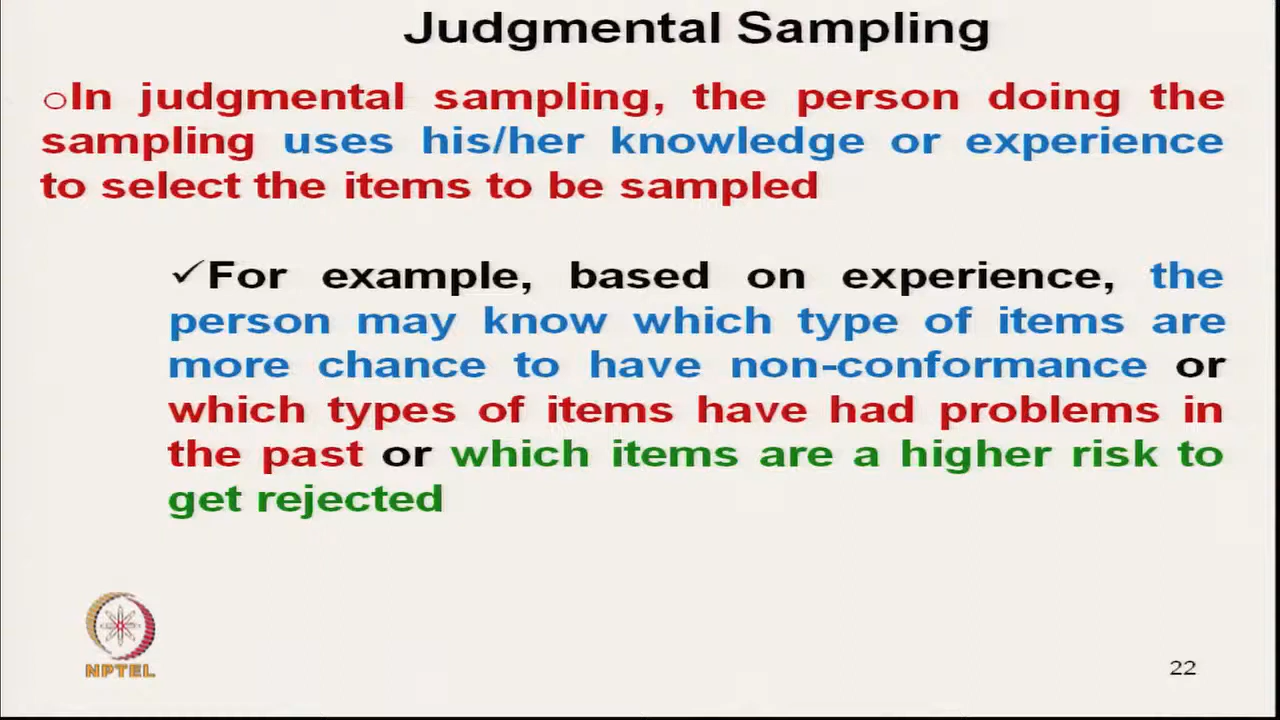 Judgmental Sampling
○In judgmental sampling, the person doing the
sampling uses his/her knowledge or experience
to select the items to be sampled
✓For example, based on experience, the
person may know which type of items are
more chance to have non-conformance or
which types of items have had problems in
the past or which items are a higher risk to
get rejected
NPTEL
22